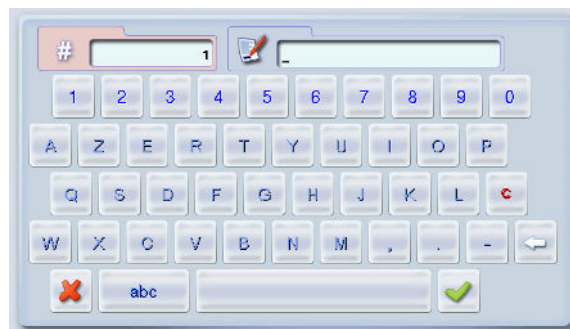 # 1 _
1 2 3 4 5 6 7 8 9 0
A Z E R T Y U I O P
Q S D F G H J K L C
W X C V B N M , . -
abc